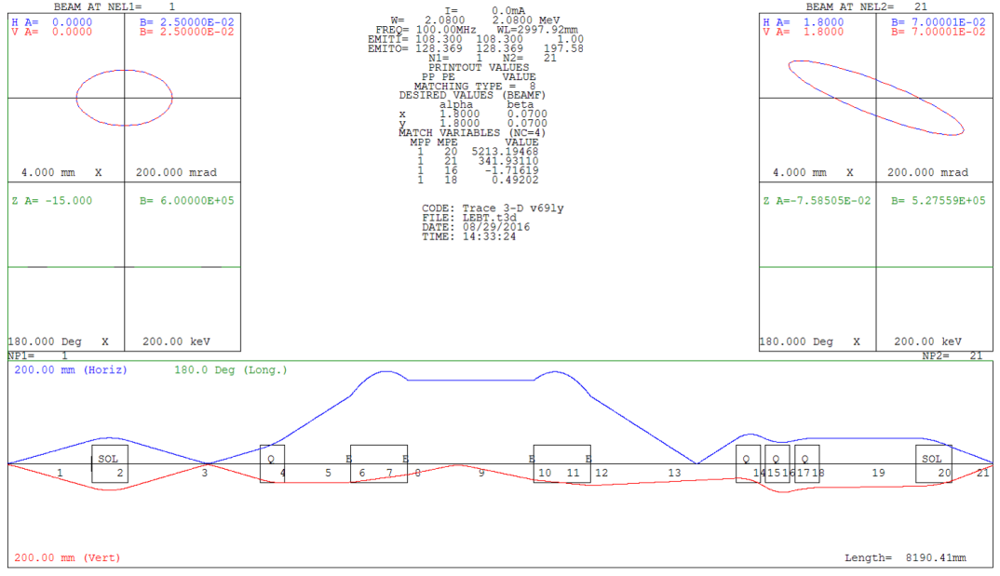 BEAM AT NEL1= 1
H A= 0.0000 B= 2.50000E-02
V A= 0.0000 B= 2.50000E-02
4.000 mm X 200.000 mrad
Z A= -15.000 B= 6.00000E+05
180.000 Deg X 200.00 keV
NP1= 1
I= 0.0mA
W= 2.0800 2.0800 MeV
FREQ= 100.00MHz WL=2997.92mm
EMITI= 108.300 108.300 1.00
EMITO= 128.369 128.369 197.58
N1= 1 N2= 21
PRINTOUT VALUES
PP PE VALUE
MATCHING TYPE = 8
DESIRED VALUES (BEAMF)
alpha beta
x 1.8000 0.0700
y 1.8000 0.0700
MATCH VARIABLES (NC=4)
MPP MPE VALUE
1 20 5213.19468
1 21 341.93110
1 16 -1.71619
1 18 0.49202
CODE: Trace 3-D v69ly
FILE: LEBT.t3d
DATE: 08/29/2016
TIME: 14:33:24
BEAM AT NEL2= 21
H A= 1.8000 B= 7.00001E-02
V A= 1.8000 B= 7.00001E-02
4.000 mm X 200.000 mrad
Z A=-7.58505E-02 B= 5.27559E+05
180.000 Deg X 200.00 keV
NP2= 21
200.00 mm (Horiz) 180.0 Deg (Long.)
SOL Q E E E E Q Q Q SOL
1 2 3 4 5 6 7 8 9 10 11 12 13 14 15 16 17 18 19 20 21
200.00 mm (Vert) Length= 8190.41mm